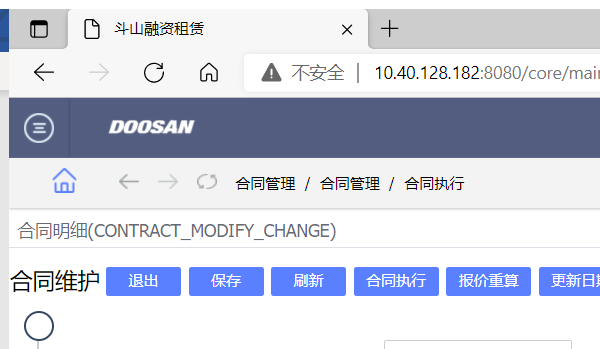 斗山融资租赁
不安全 10.40.128.182:8080/core/main
DOOSAN
合同管理 / 合同管理 / 合同执行
合同明细(CONTRACT_MODIFY_CHANGE)
合同维护 退出 保存 刷新 合同执行 报价重算 更新日期